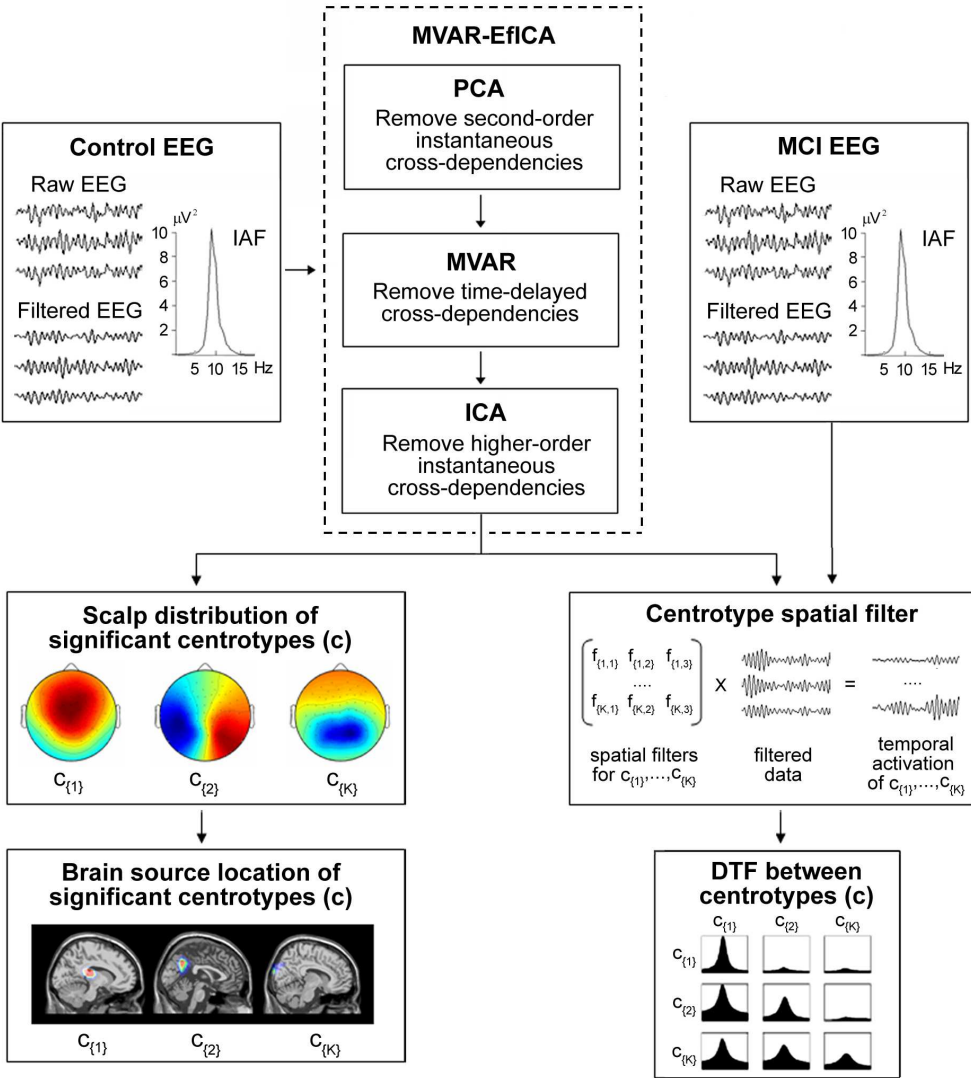 MVAR-EfICA
PCA
Remove second-order
instantaneous
cross-dependencies
MVAR
Remove time-delayed
cross-dependencies
ICA
Remove higher-order
instantaneous
cross-dependencies
Control EEG
Raw EEG
μV²
IAF
10
8
6
4
2
Filtered EEG
5 10 15 Hz
MCI EEG
Raw EEG
μV²
IAF
10
8
6
4
2
Filtered EEG
5 10 15 Hz
Scalp distribution of
significant centrotypes (c)
C{1} C{2} C{K}
Brain source location of
significant centrotypes (c)
C{1} C{2} C{K}
Centrotype spatial filter
f{1,1} f{1,2} f{1,3}
.... ....
X =
f{K,1} f{K,2} f{K,3}
spatial filters
for c{1},...,c{K}
filtered
data
temporal
activation
of c{1},...,c{K}
DTF between
centrotypes (c)
C{1} C{2} C{K}
C{1}
C{2}
C{K}